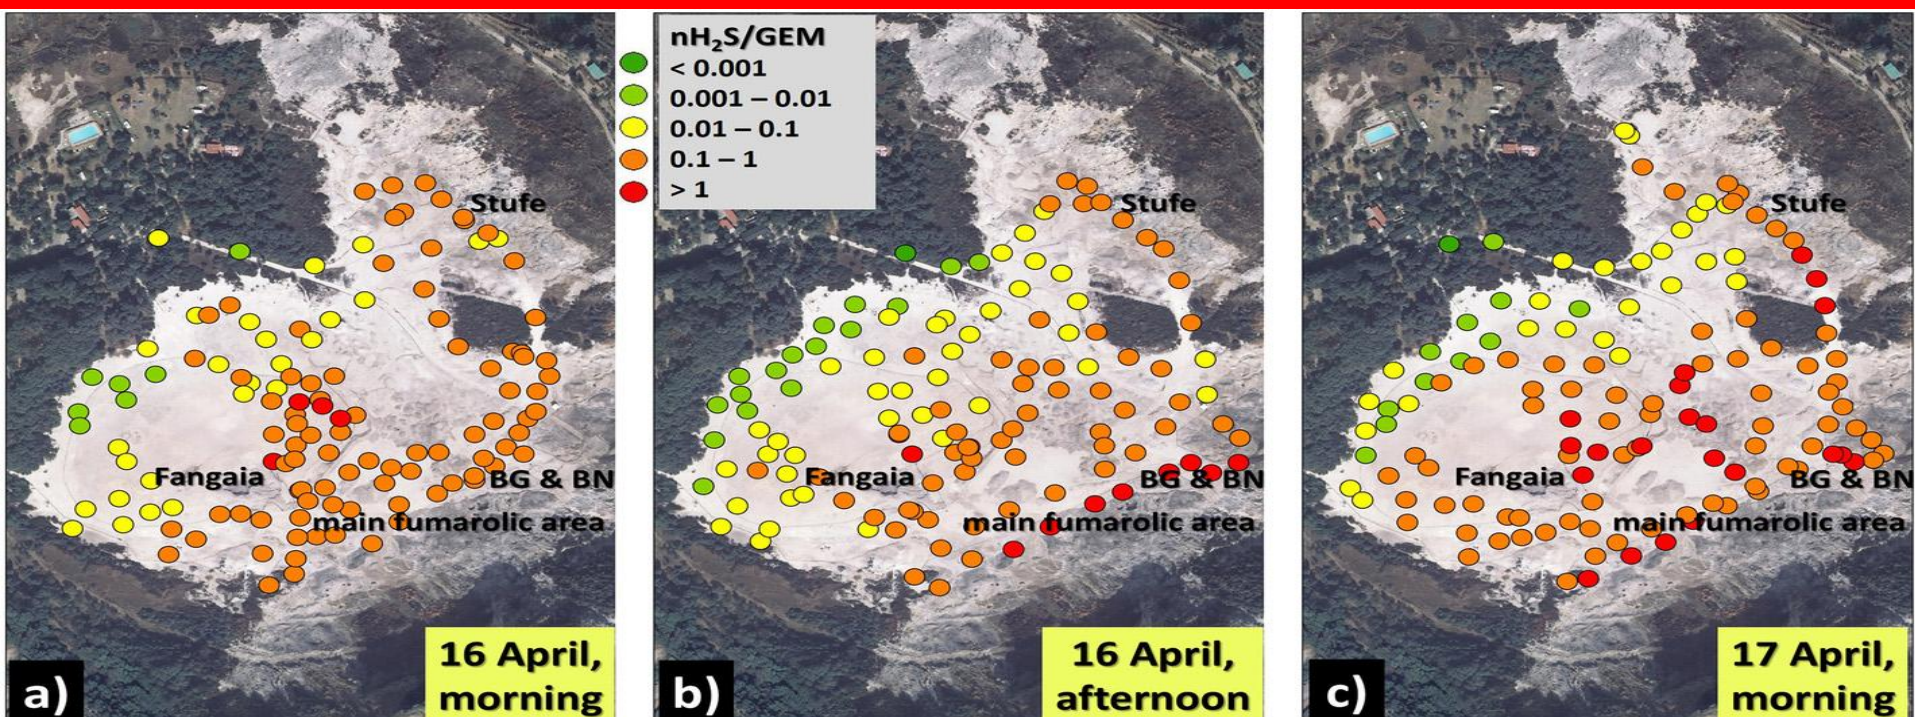 nH₂S/GEM
< 0.001
0.001 – 0.01
0.01 – 0.1
0.1 – 1
> 1
Stufe
Fangaia
BG & BN
main fumarolic area
16 April,
morning
a)
Stufe
Fangaia
BG & BN
main fumarolic area
16 April,
afternoon
b)
Stufe
Fangaia
BG & BN
main fumarolic area
17 April,
morning
c)